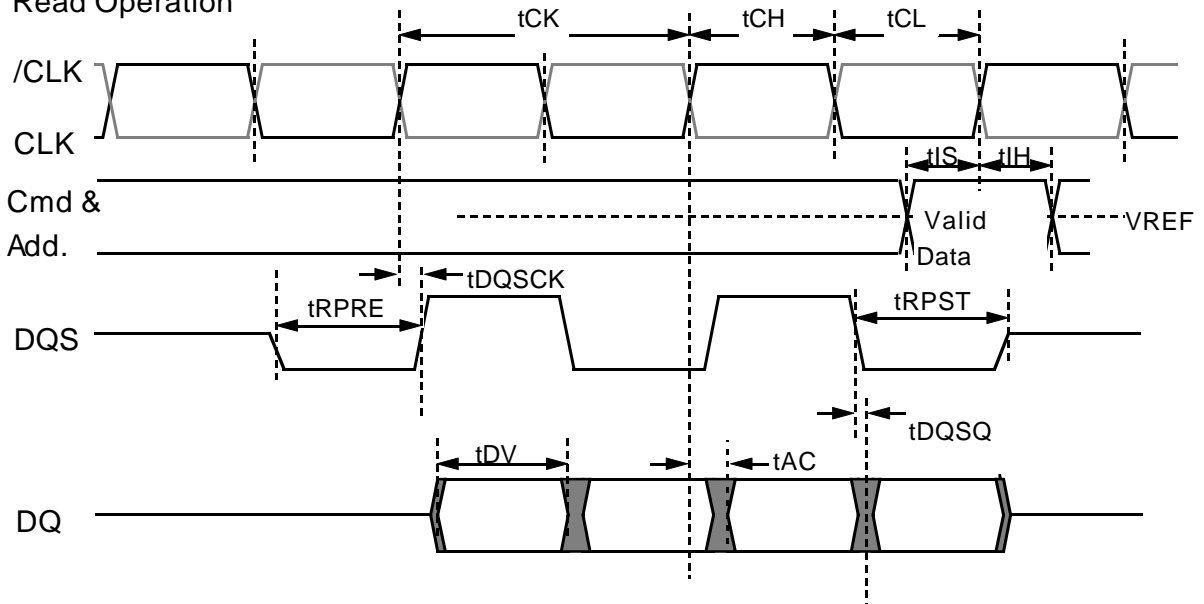 Read Operation
tCK
tCH
tCL
/CLK
CLK
tIS
tIH
Cmd &
Add.
Valid
Data
VREF
tDQSCK
tRPRE
tRPST
DQS
tDQSQ
tDV
tAC
DQ